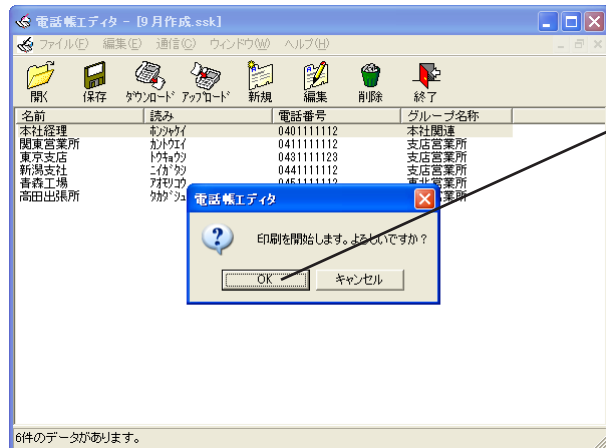 電話帳エディタ - [9月作成.ssk]
ファイル(F) 編集(E) 通信(C) ウィンドウ(W) ヘルプ(H)
開く 保存 ダウンロード アップロード 新規 編集 削除 終了
名前 読み 電話番号 グループ名称
本社経理 ホンシャケイ 0401111112 本社関連
関東営業所 カントウエイ 0411111112 支店営業所
東京支店 トウキョウシ 0431111123 支店営業所
新潟支社 ニイガタシ 0441111112 支店営業所
青森工場 アオモリコウ 0451111112 東北営業所
高田出張所 タカダシュ 営業所
電話帳エディタ
印刷を開始します。よろしいですか?
OK キャンセル
6件のデータがあります。